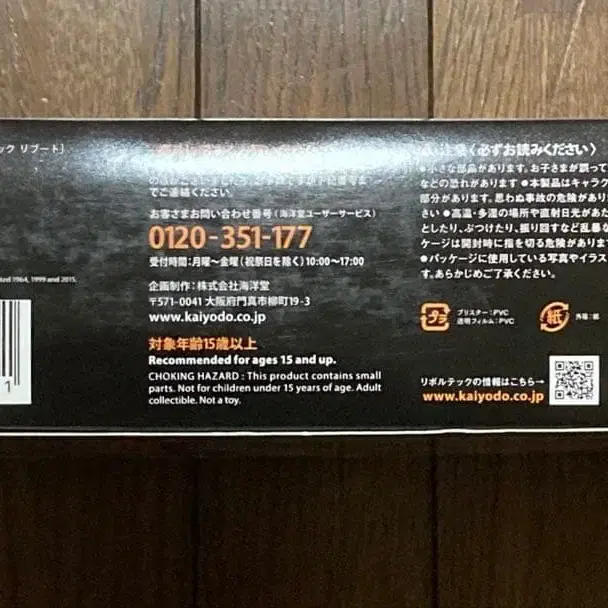 ック リブート〕
ted 1964, 1999 and 2015.
1
でご連絡ください。
お客さまお問い合わせ番号(海洋堂ユーザーサービス)
0120-351-177
受付時間:月曜〜金曜(祝祭日を除く)10:00〜17:00
企画制作:株式会社海洋堂
〒571-0041 大阪府門真市柳町19-3
www.kaiyodo.co.jp
対象年齢15歳以上
Recommended for ages 15 and up.
CHOKING HAZARD : This product contains small
parts. Not for children under 15 years of age. Adult
collectible. Not a toy.
〈必ずお読みください〉
●小さな部品があります。お子さまが誤って
などの恐れがあります ●本製品はキャラク
部分があります。思わぬ事故の危険があり
さい ●高温・多湿の場所や直射日光があた
としたり、ぶつけたり、振り回すなど乱暴な
ケージは開封時に指を切る危険があります
●パッケージに使用している写真やイラス
す。あらかじめご了承ください。
プラ
ブリスター:PVC
透明フィルム:PVC
紙
外箱:紙
リボルテックの情報はこちら→
www.kaiyodo.co.jp